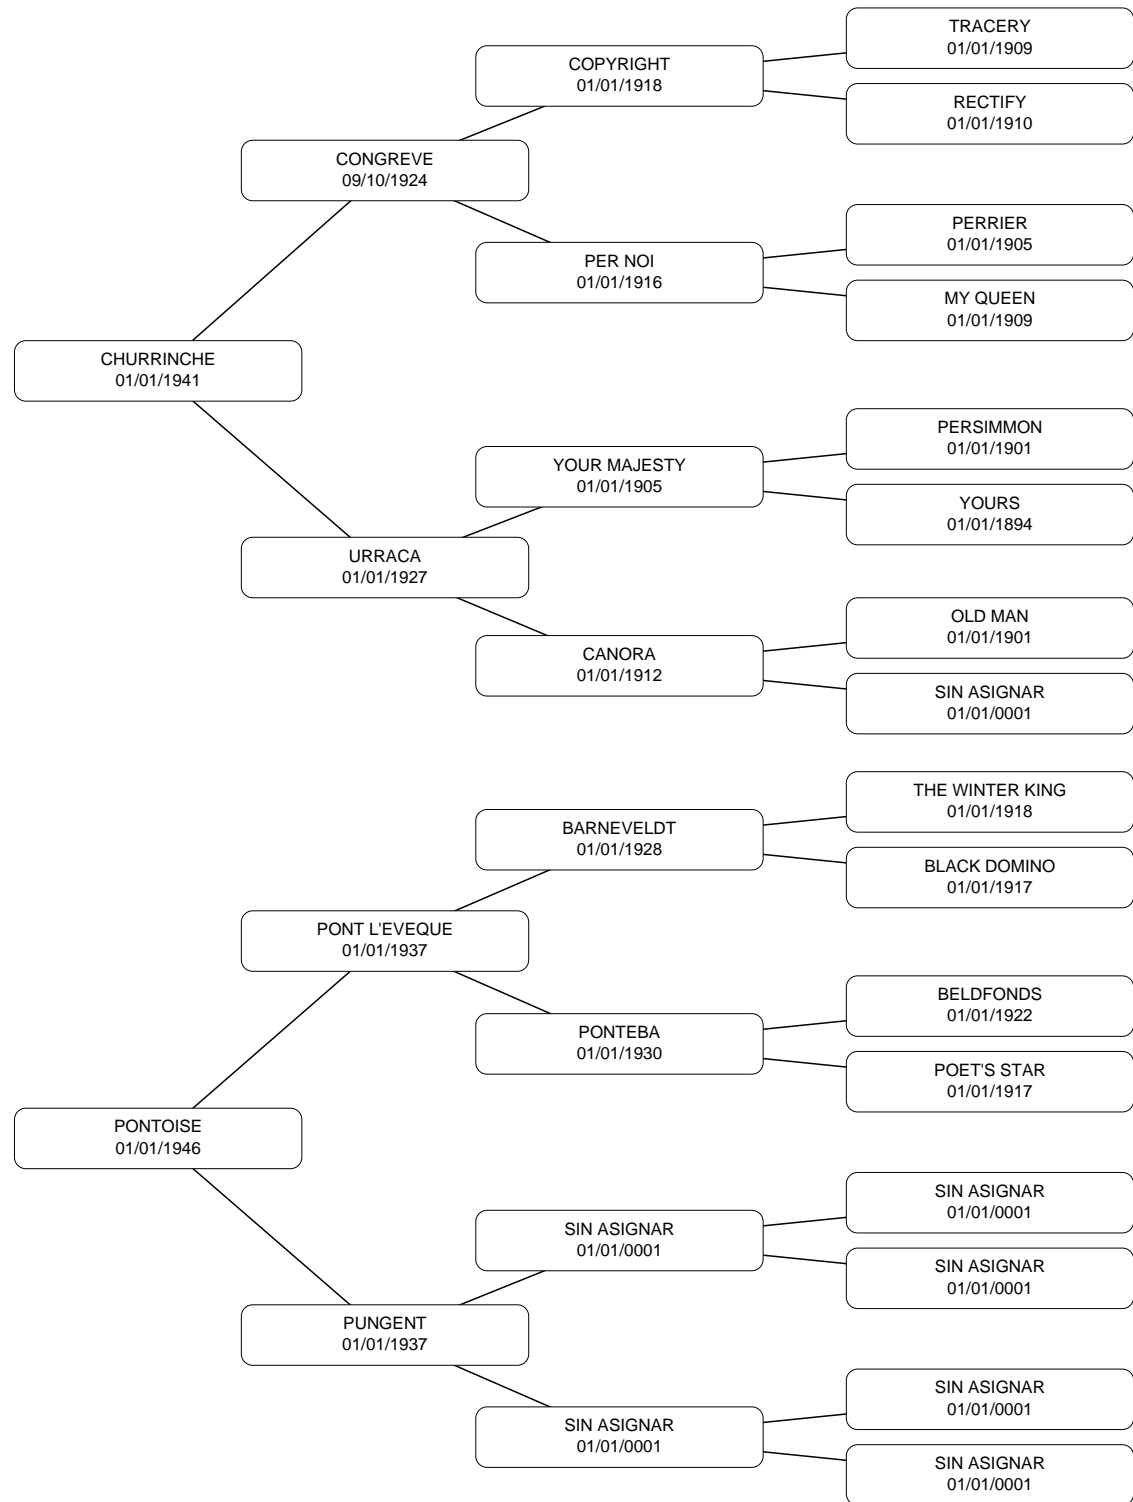 TRACERY
01/01/1909
COPYRIGHT
01/01/1918
RECTIFY
01/01/1910
CONGREVE
09/10/1924
PERRIER
01/01/1905
PER NOI
01/01/1916
MY QUEEN
01/01/1909
CHURRINCHE
01/01/1941
PERSIMMON
01/01/1901
YOUR MAJESTY
01/01/1905
YOURS
01/01/1894
URRACA
01/01/1927
OLD MAN
01/01/1901
CANORA
01/01/1912
SIN ASIGNAR
01/01/0001
THE WINTER KING
01/01/1918
BARNEVELDT
01/01/1928
BLACK DOMINO
01/01/1917
PONT L'EVEQUE
01/01/1937
BELDFONDS
01/01/1922
PONTEBA
01/01/1930
POET'S STAR
01/01/1917
PONTOISE
01/01/1946
SIN ASIGNAR
01/01/0001
SIN ASIGNAR
01/01/0001
SIN ASIGNAR
01/01/0001
PUNGENT
01/01/1937
SIN ASIGNAR
01/01/0001
SIN ASIGNAR
01/01/0001
SIN ASIGNAR
01/01/0001